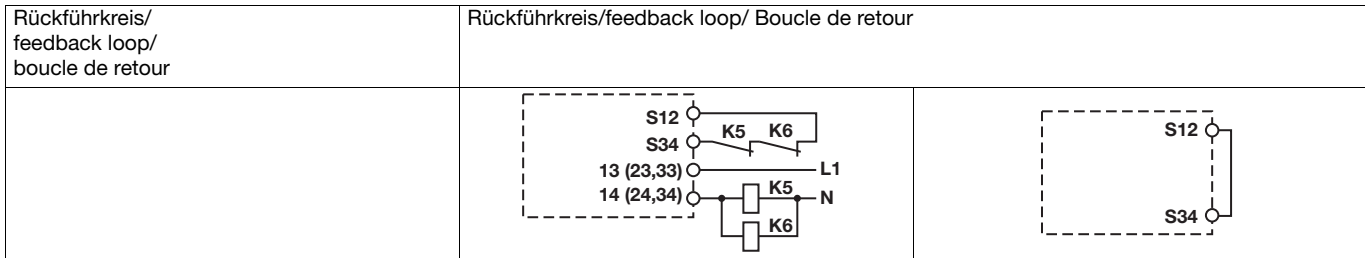 Rückführkreis/
feedback loop/
boucle de retour
Rückführkreis/feedback loop/ Boucle de retour
S12
K5 K6
S34
13 (23,33) L1
14 (24,34) K5 N
K6
S12
S34